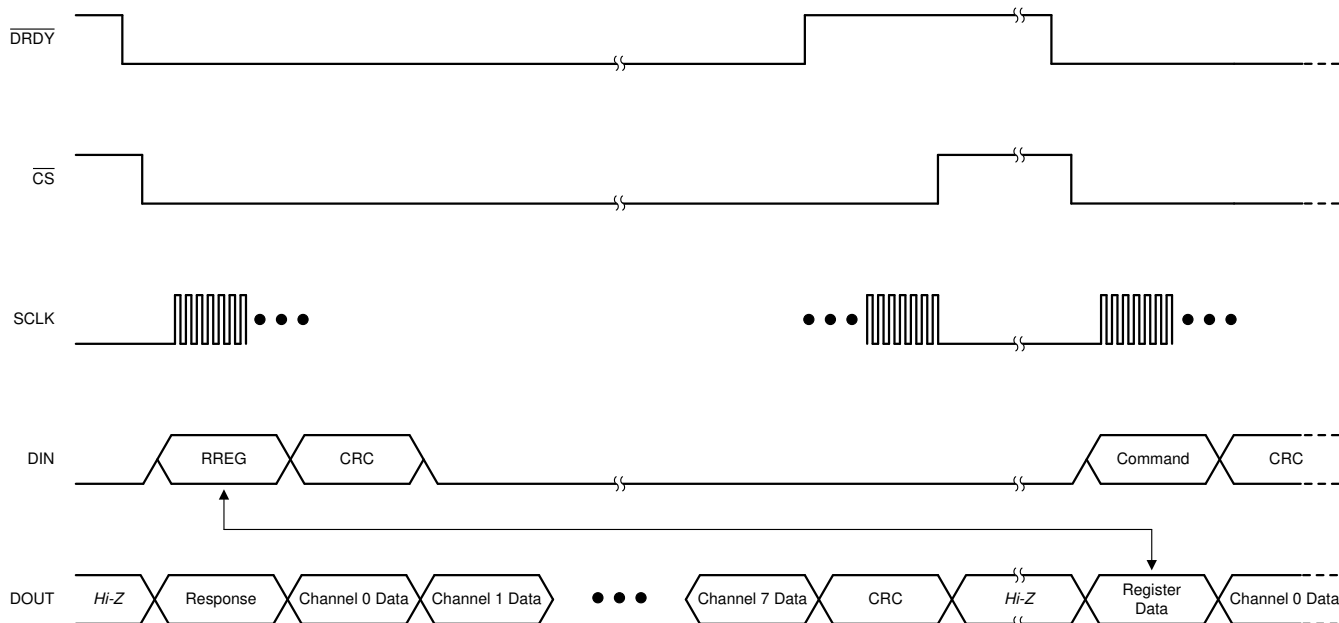 DRDY
CS
SCLK
DIN
RREG
CRC
Command
CRC
DOUT
Hi-Z
Response
Channel 0 Data
Channel 1 Data
Channel 7 Data
CRC
Hi-Z
Register
Data
Channel 0 Data